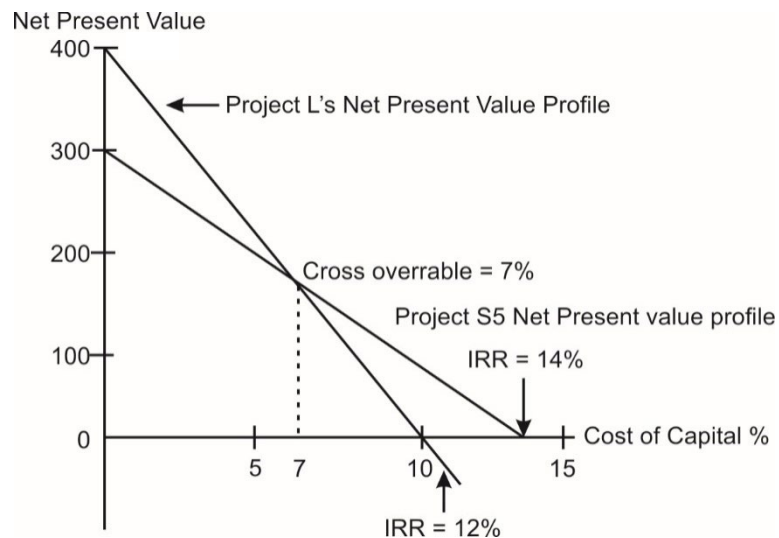 Net Present Value
400
Project L's Net Present Value Profile
300
200
Cross overrable = 7%
Project S5 Net Present value profile
100
IRR = 14%
0
Cost of Capital %
5 7 10 15
IRR = 12%